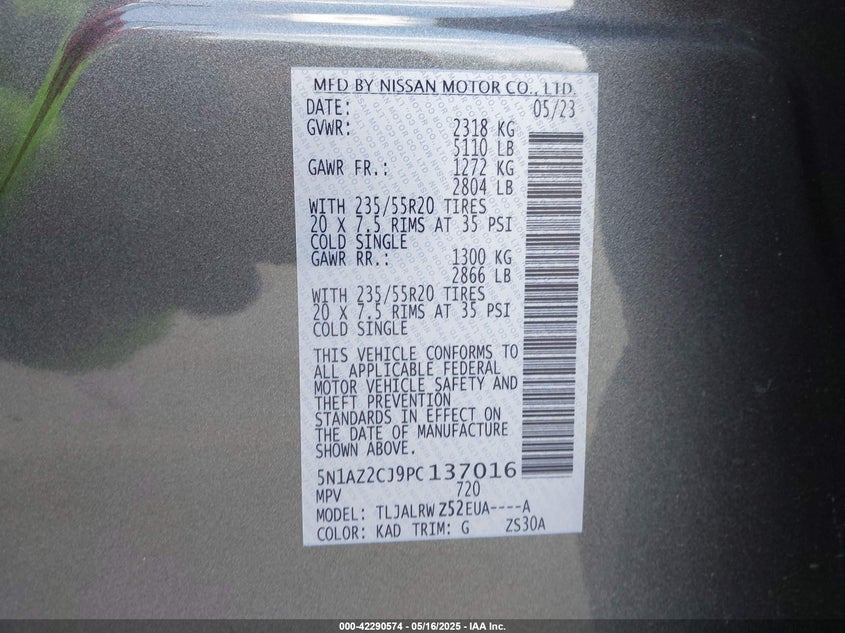 MFD BY NISSAN MOTOR CO., LTD.
DATE: 05/23
GVWR: 2318 KG
5110 LB
GAWR FR.: 1272 KG
2804 LB
WITH 235/55R20 TIRES
20 X 7.5 RIMS AT 35 PSI
COLD SINGLE
GAWR RR.: 1300 KG
2866 LB
WITH 235/55R20 TIRES
20 X 7.5 RIMS AT 35 PSI
COLD SINGLE
THIS VEHICLE CONFORMS TO
ALL APPLICABLE FEDERAL
MOTOR VEHICLE SAFETY AND
THEFT PREVENTION
STANDARDS IN EFFECT ON
THE DATE OF MANUFACTURE
SHOWN ABOVE.
5N1AZ2CJ9PC137016
MPV 720
MODEL: TLJALRWZ52EUA----A
COLOR: KAD TRIM: G ZS30A
000-42290574 — 05/16/2025 — IAA Inc.